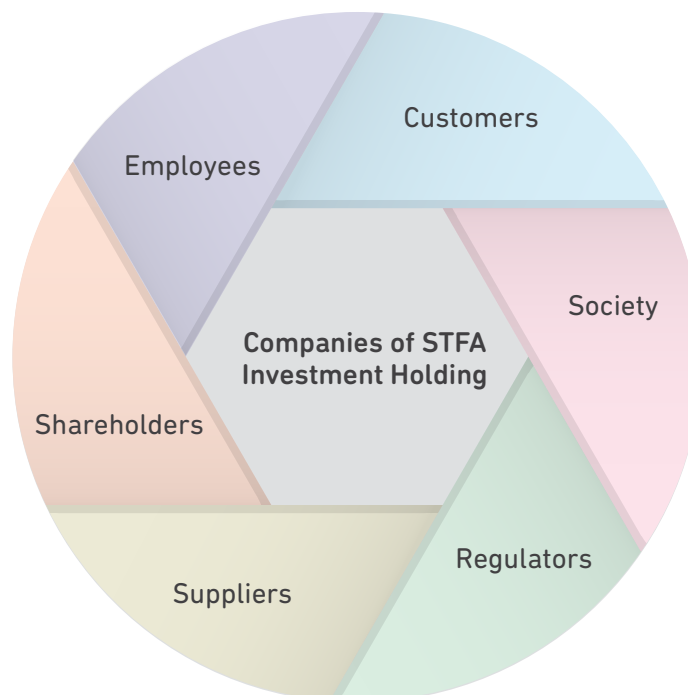 Customers
Employees
Society
Companies of STFA
Investment Holding
Shareholders
Regulators
Suppliers